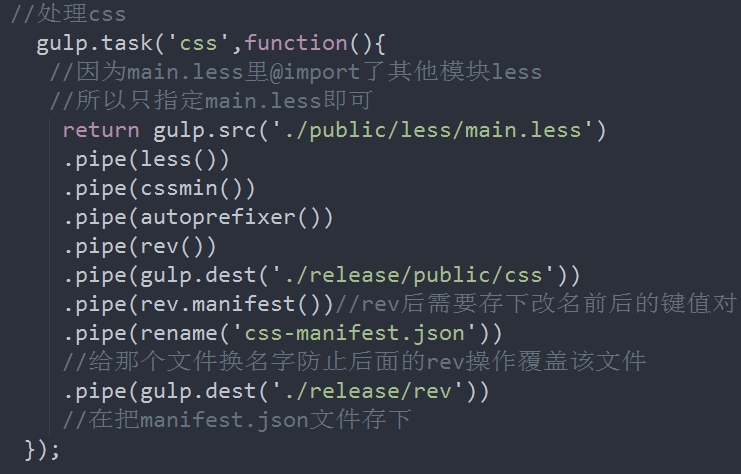 //处理css
gulp.task('css',function(){
//因为main.less里@import了其他模块less
//所以只指定main.less即可
return gulp.src('./public/less/main.less')
.pipe(less())
.pipe(cssmin())
.pipe(autoprefixer())
.pipe(rev())
.pipe(gulp.dest('./release/public/css'))
.pipe(rev.manifest())//rev后需要存下改名前后的键值对
.pipe(rename('css-manifest.json'))
//给那个文件换名字防止后面的rev操作覆盖该文件
.pipe(gulp.dest('./release/rev'))
//在把manifest.json文件存下
});